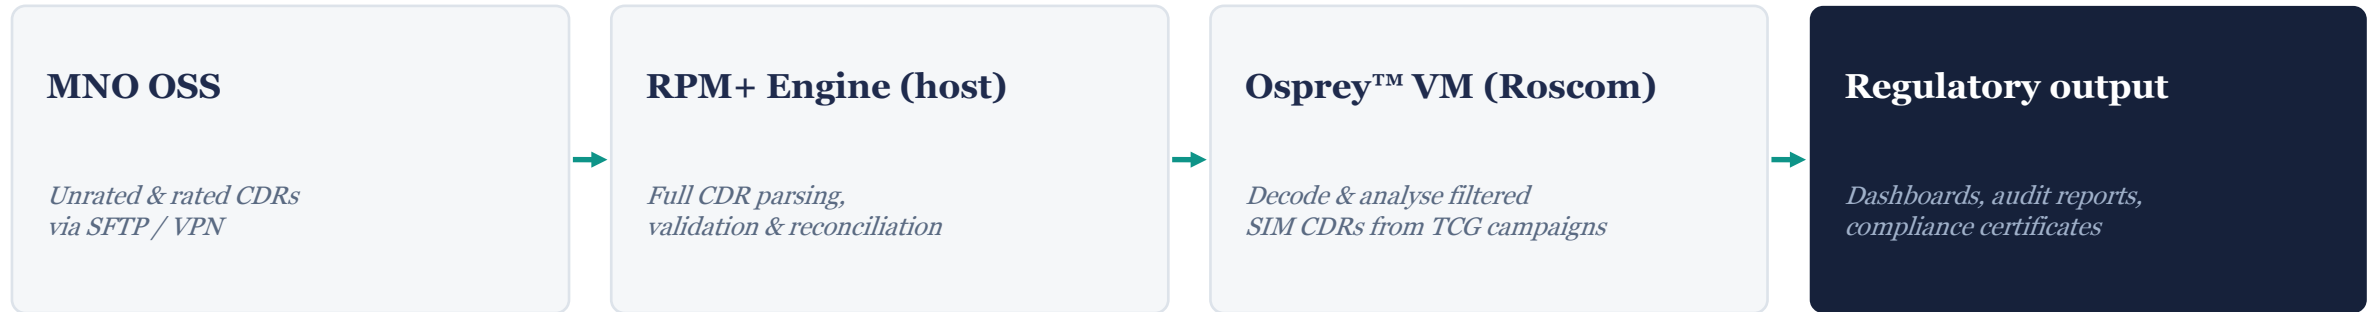 MNO OSS
Unrated & rated CDRs
via SFTP / VPN
RPM+ Engine (host)
Full CDR parsing,
validation & reconciliation
Osprey™ VM (Roscom)
Decode & analyse filtered
SIM CDRs from TCG campaigns
Regulatory output
Dashboards, audit reports,
compliance certificates